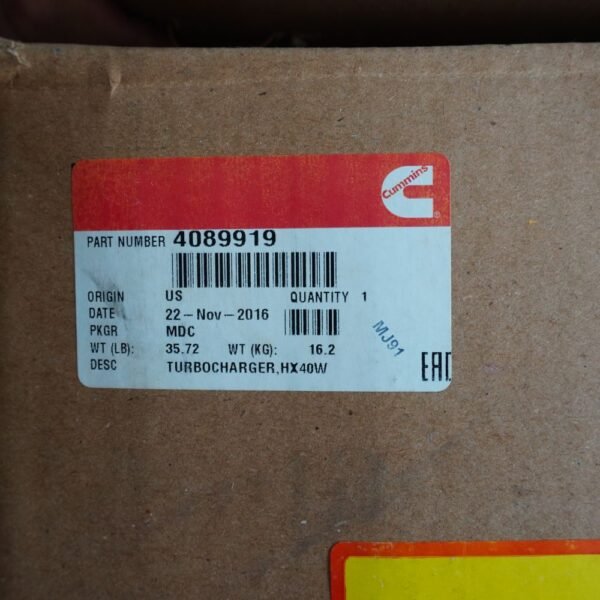 Cummins
PART NUMBER 4089919
ORIGIN US QUANTITY 1
DATE 22-Nov-2016
PKGR MDC
WT (LB): 35.72 WT (KG): 16.2
DESC TURBOCHARGER,HX40W
MJ91
EAC